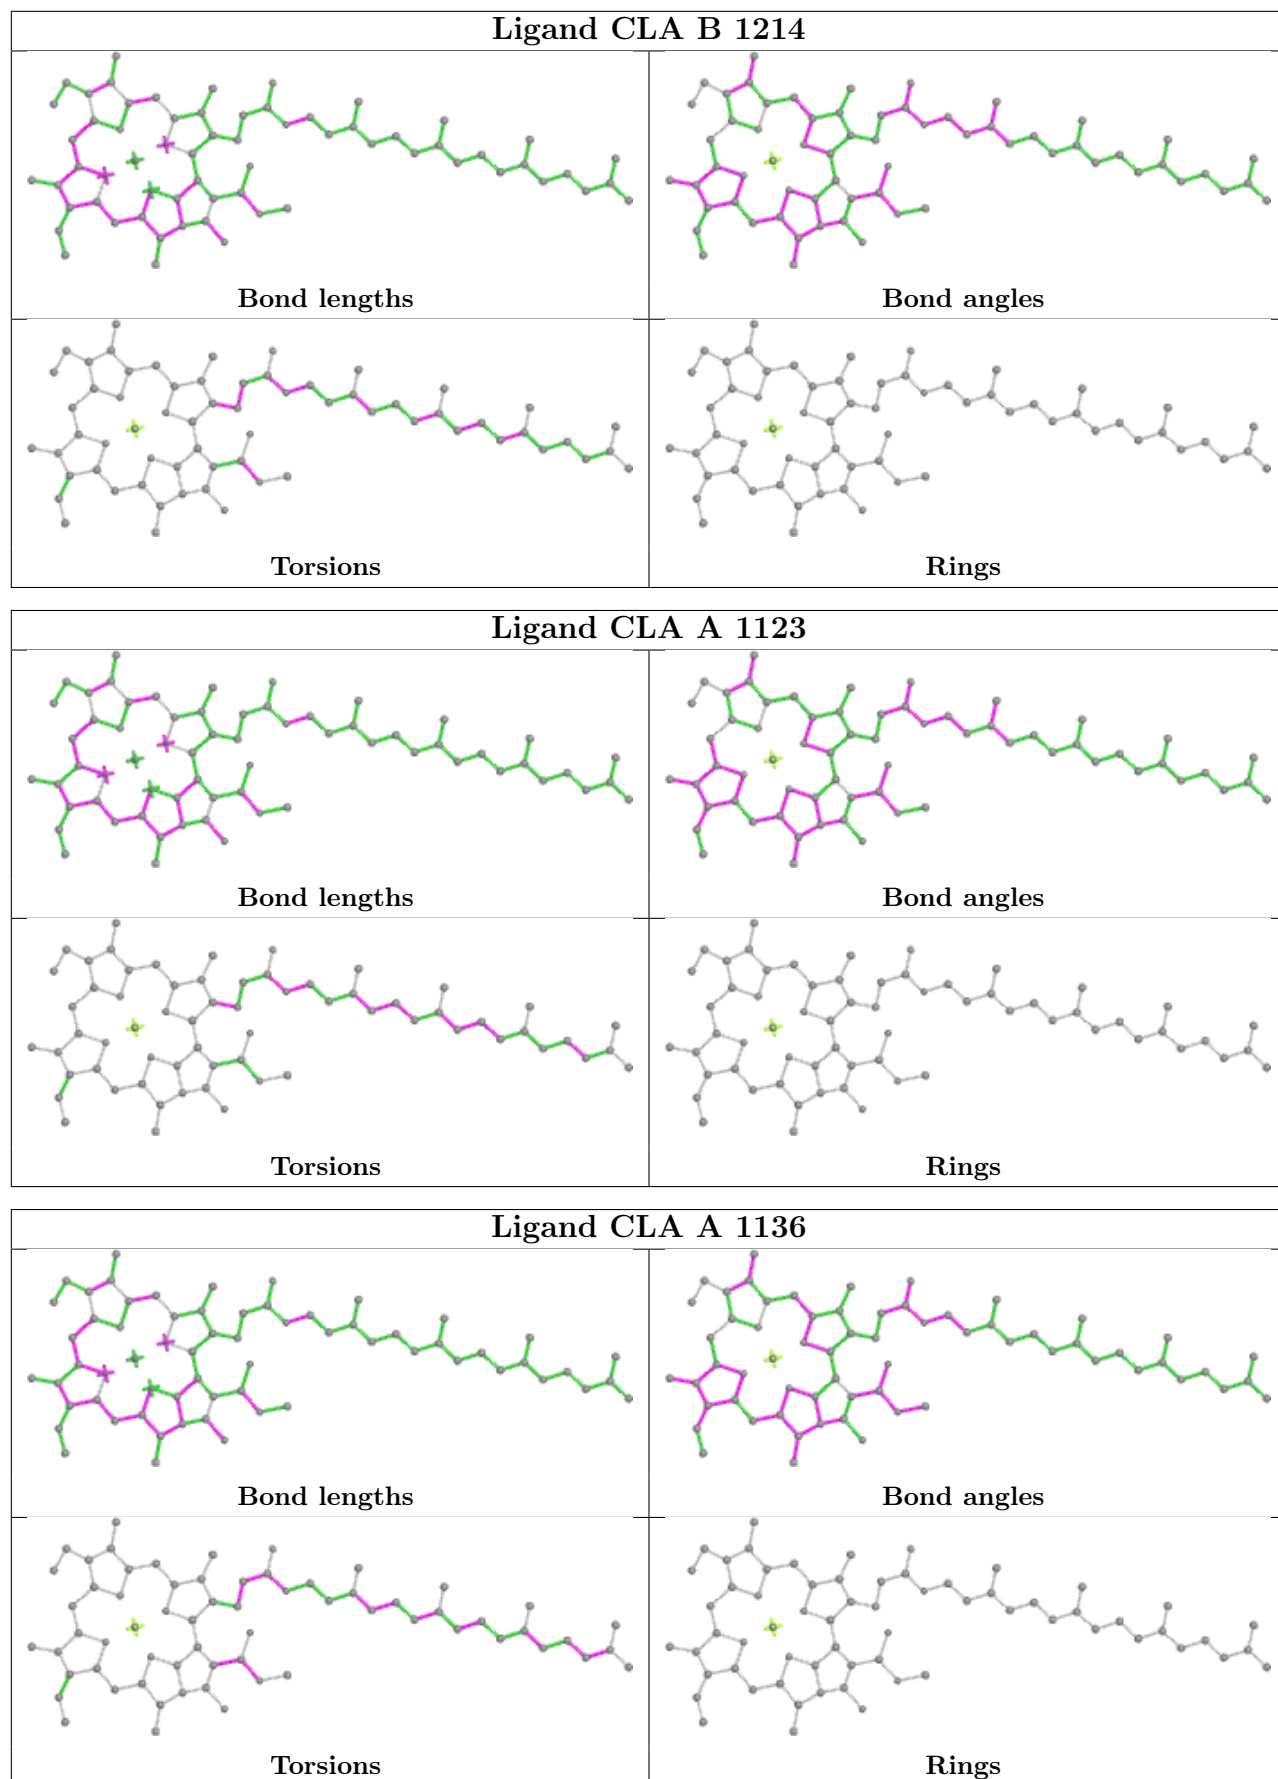 Ligand CLA B 1214
Bond lengths
Bond angles
Torsions
Rings
Ligand CLA A 1123
Bond lengths
Bond angles
Torsions
Rings
Ligand CLA A 1136
Bond lengths
Bond angles
Torsions
Rings